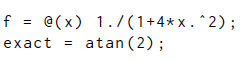 f = @(x) 1./(1+4*x.^2);
exact = atan(2);